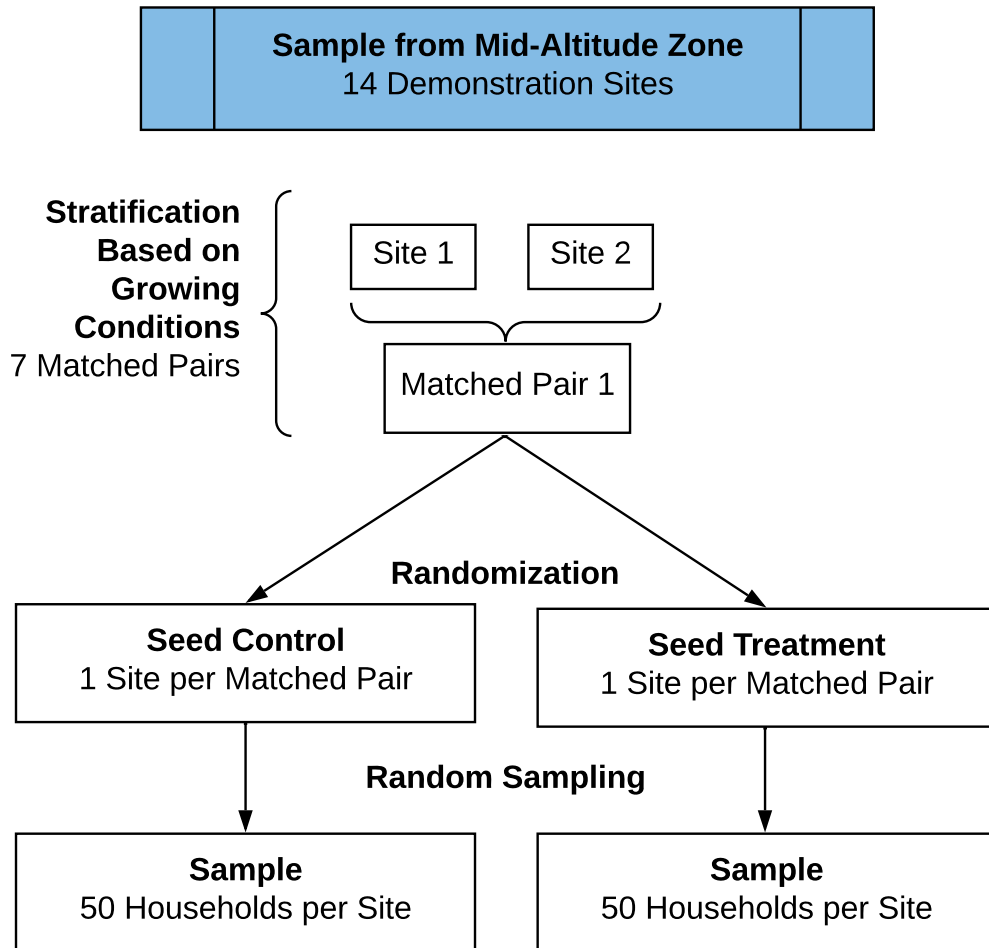 Sample from Mid-Altitude Zone
14 Demonstration Sites
Stratification
Based on
Growing
Conditions
7 Matched Pairs
Site 1
Site 2
Matched Pair 1
Randomization
Seed Control
1 Site per Matched Pair
Seed Treatment
1 Site per Matched Pair
Random Sampling
Sample
50 Households per Site
Sample
50 Households per Site